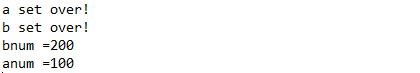 a set over!
b set over!
bnum =200
anum =100